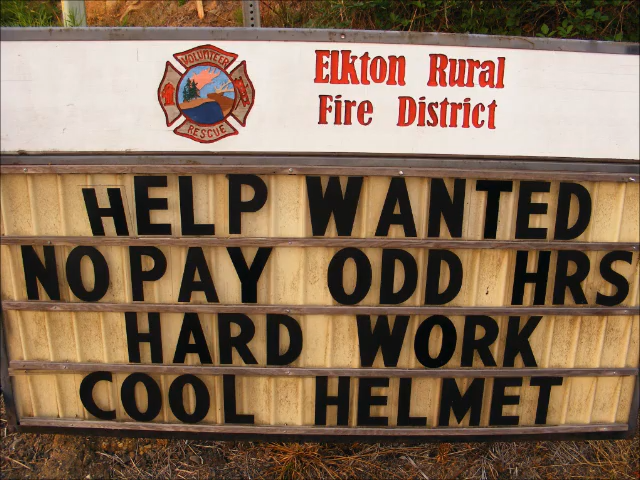 VOLUNTEER
RESCUE
Elkton Rural
Fire District
HELP WANTED
NO PAY ODD HRS
HARD WORK
COOL HELMET